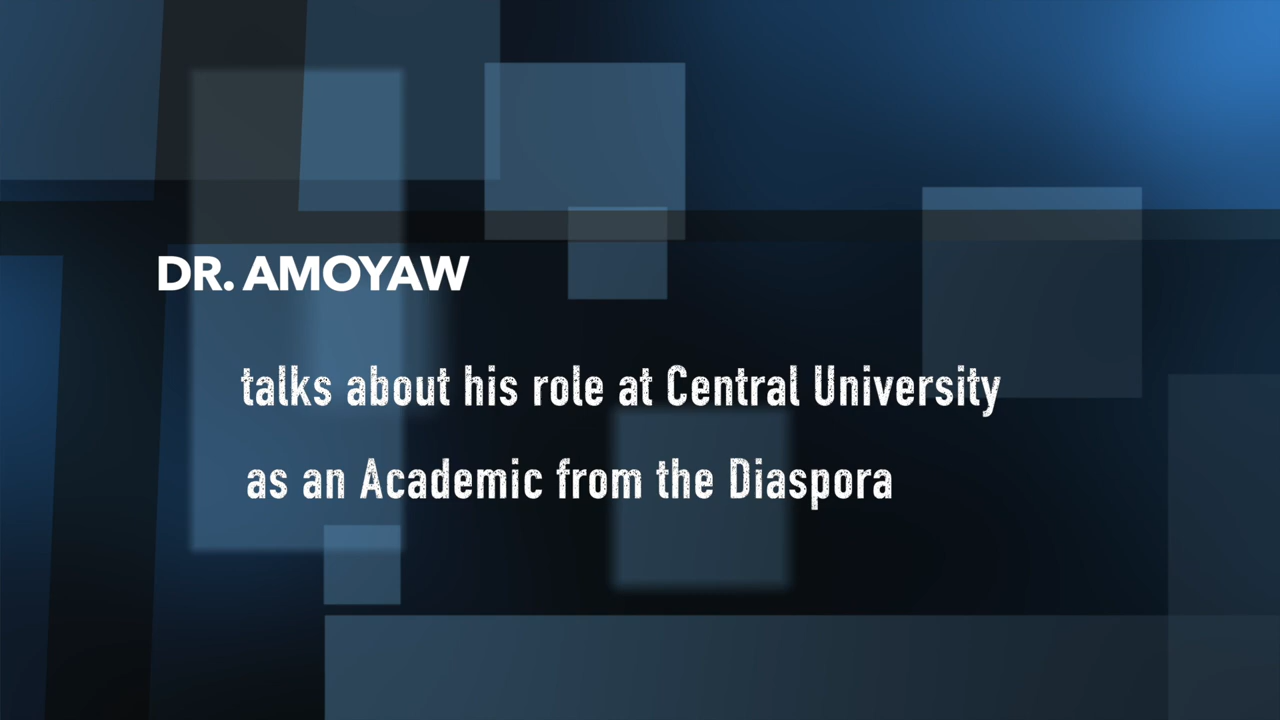 DR. AMOYAW
talks about his role at Central University
as an Academic from the Diaspora